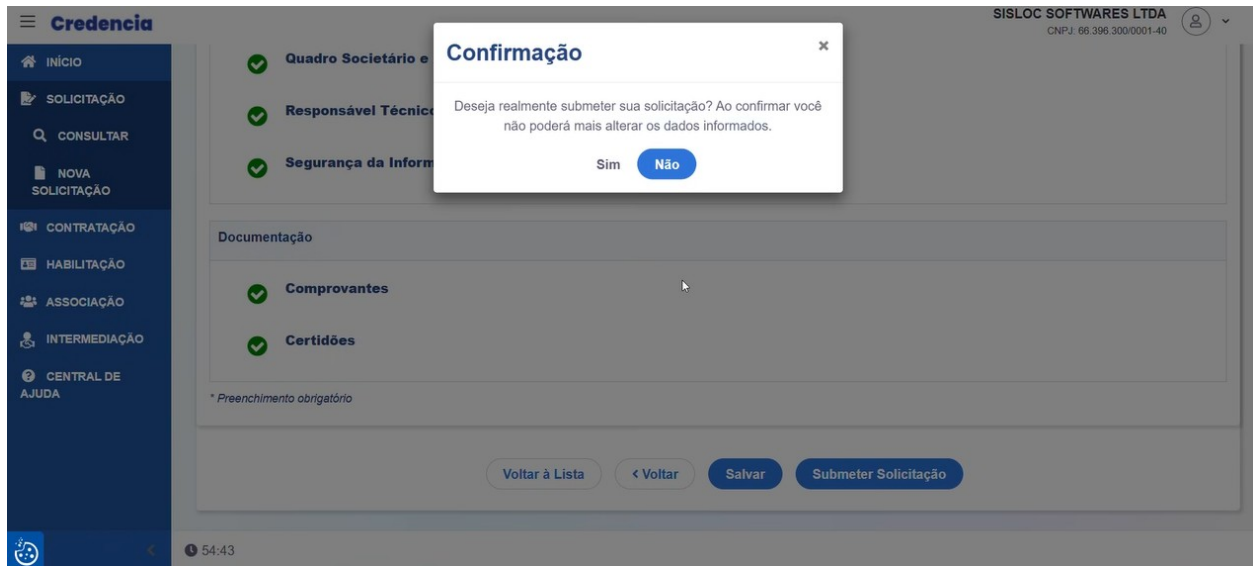 Credencia
SISLOC SOFTWARES LTDA
CNPJ: 66.396.300/0001-40
INÍCIO
SOLICITAÇÃO
CONSULTAR
NOVA
SOLICITAÇÃO
CONTRATAÇÃO
HABILITAÇÃO
ASSOCIAÇÃO
INTERMEDIAÇÃO
CENTRAL DE
AJUDA
Confirmação
×
Deseja realmente submeter sua solicitação? Ao confirmar você
não poderá mais alterar os dados informados.
Sim
Não
Quadro Societário e
Responsável Técnico
Segurança da Inform
Documentação
Comprovantes
Certidões
* Preenchimento obrigatório
Voltar à Lista
< Voltar
Salvar
Submeter Solicitação
54:43